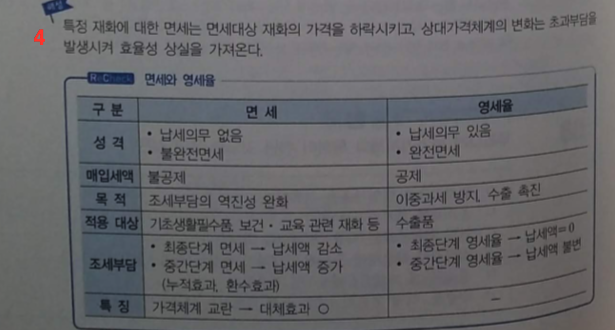 해설
4
특정 재화에 대한 면세는 면세대상 재화의 가격을 하락시키고, 상대가격체계의 변화는 초과부담을
발생시켜 효율성 상실을 가져온다.
ReCheck 면세와 영세율
구분 면세 영세율
성격 • 납세의무 없음 • 납세의무 있음
• 불완전면세 • 완전면세
매입세액 불공제 공제
목적 조세부담의 역진성 완화 이중과세 방지, 수출 촉진
적용 대상 기초생활필수품, 보건·교육 관련 재화 등 수출품
조세부담 • 최종단계 면세 → 납세액 감소 • 최종단계 영세율 → 납세액=0
• 중간단계 면세 → 납세액 증가 • 중간단계 영세율 → 납세액 불변
(누적효과, 환수효과)
특징 가격체계 교란 → 대체효과 ○ –